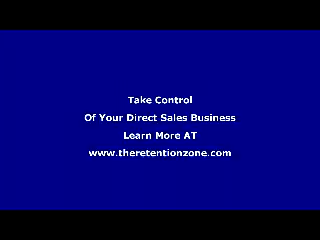 Take Control
Of Your Direct Sales Business
Learn More AT
www.theretentionzone.com